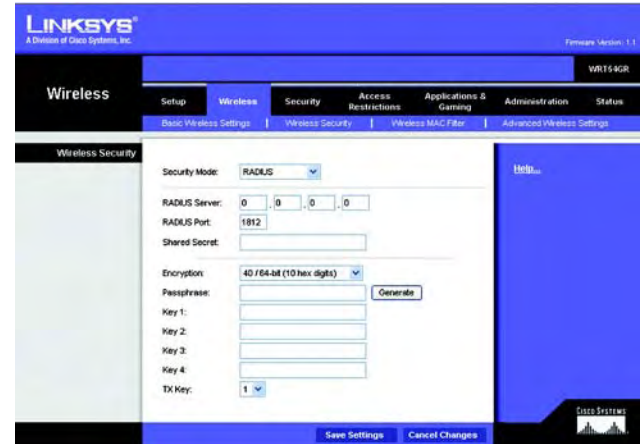 LINKSYS®
A Division of Cisco Systems, Inc.
Firmware Version: 1.1
WRT54GR
Wireless
Setup Wireless Security Access Restrictions Applications & Gaming Administration Status
Basic Wireless Settings | Wireless Security | Wireless MAC Filter | Advanced Wireless Settings
Wireless Security
Security Mode: RADIUS
Help...
RADIUS Server: 0 . 0 . 0 . 0
RADIUS Port: 1812
Shared Secret:
Encryption: 40 / 64-bit (10 hex digits)
Passphrase: Generate
Key 1:
Key 2:
Key 3:
Key 4:
TX Key: 1
CISCO SYSTEMS
Save Settings Cancel Changes